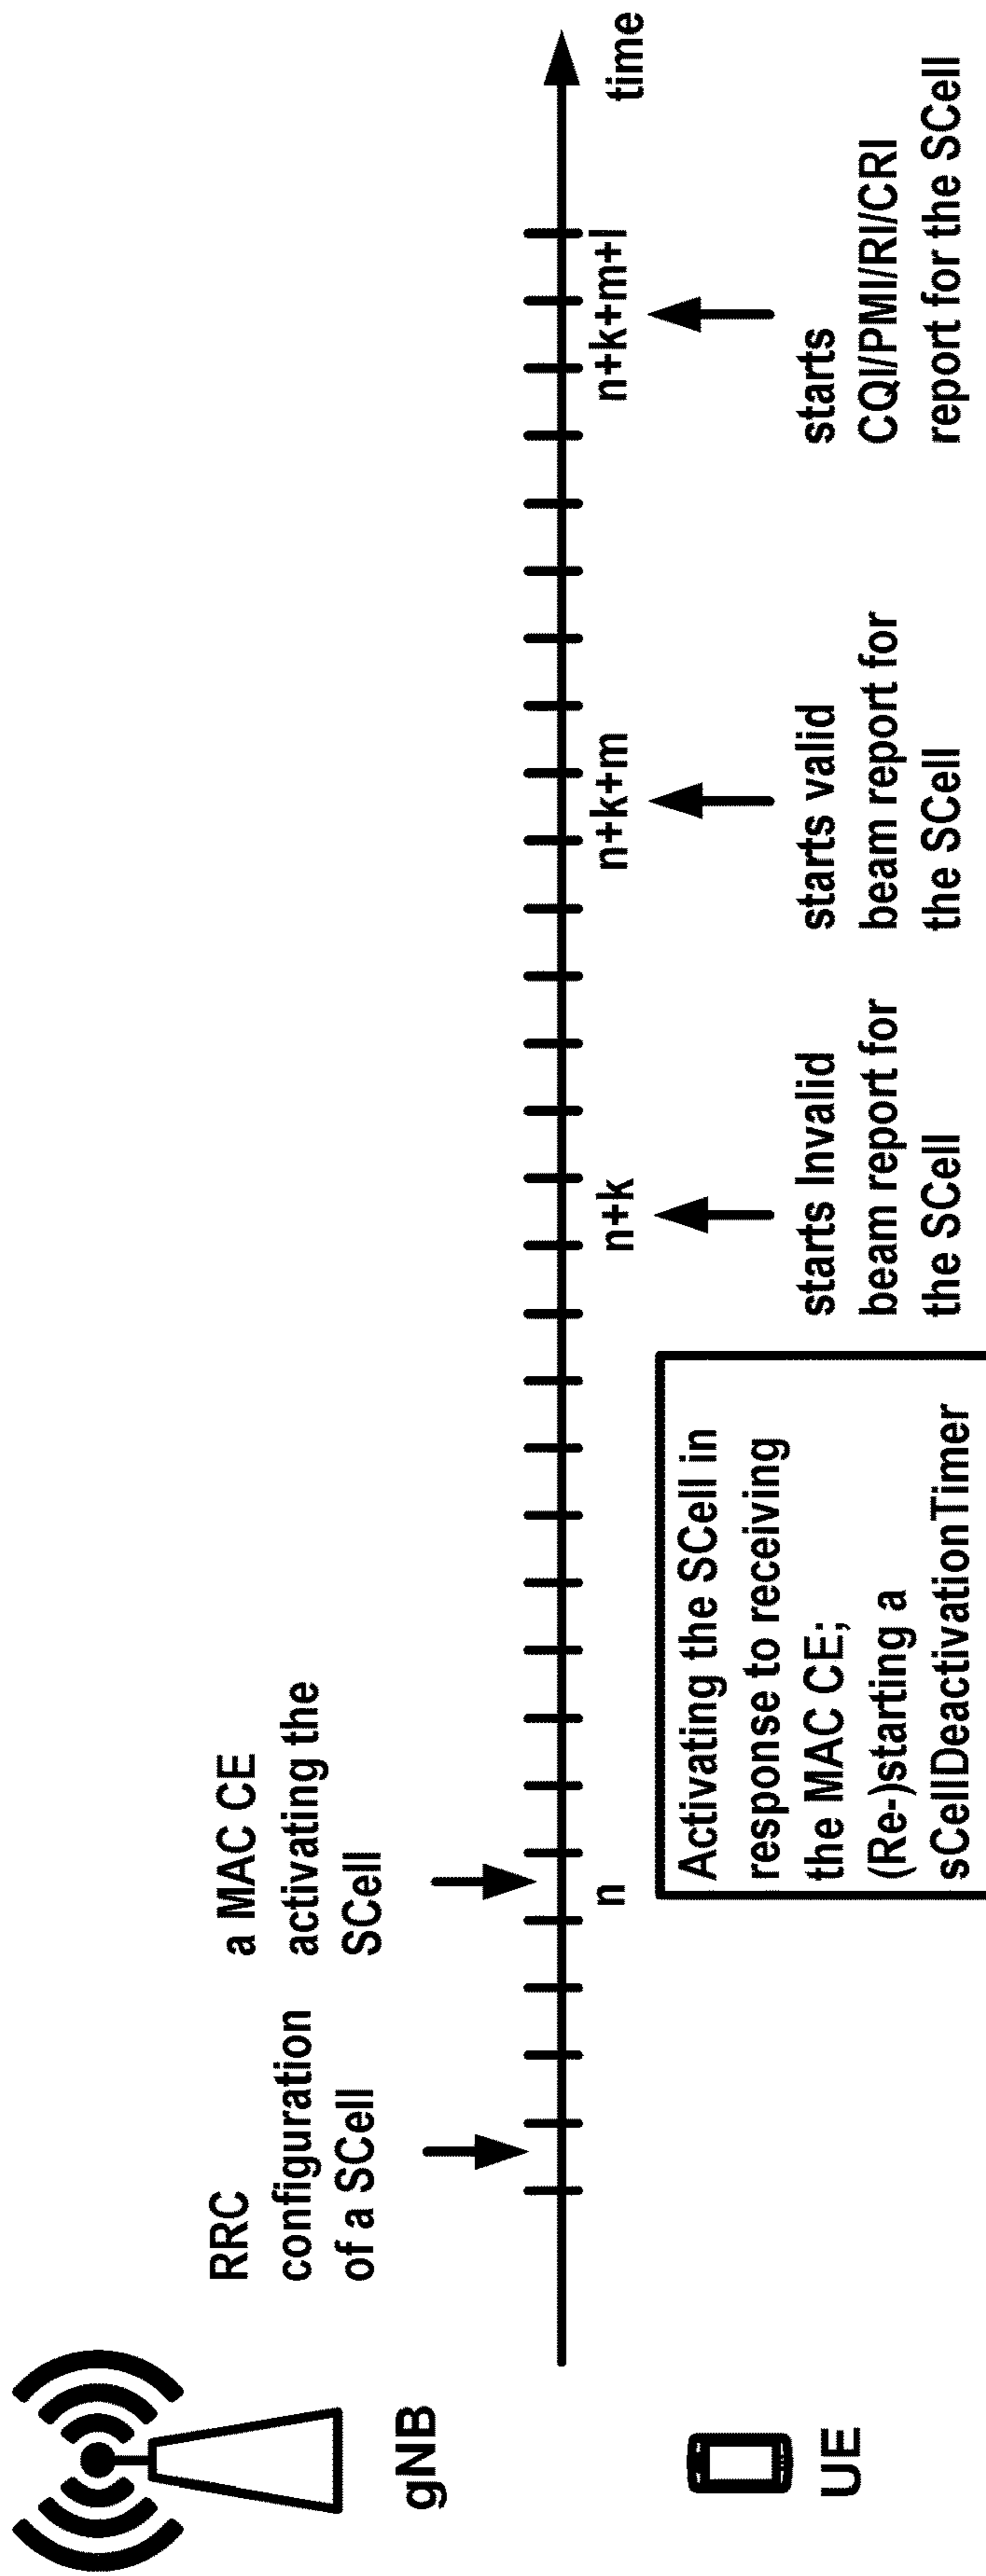 RRC
configuration
of a SCell
a MAC CE
activating the
SCell
gNB
time
n
n+k
n+k+m
n+k+m+l
UE
Activating the SCell in
response to receiving
the MAC CE;
(Re-)starting a
sCellDeactivationTimer
starts Invalid
beam report for
the SCell
starts valid
beam report for
the SCell
starts
CQI/PMI/RI/CRI
report for the SCell